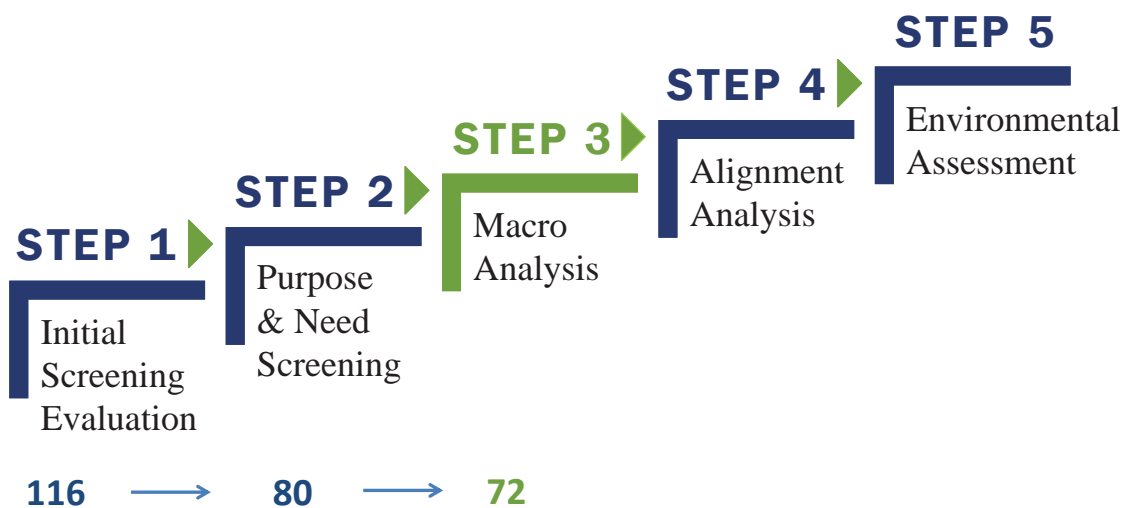 STEP 1
Initial
Screening
Evaluation
STEP 2
Purpose
& Need
Screening
STEP 3
Macro
Analysis
STEP 4
Alignment
Analysis
STEP 5
Environmental
Assessment
116
80
72